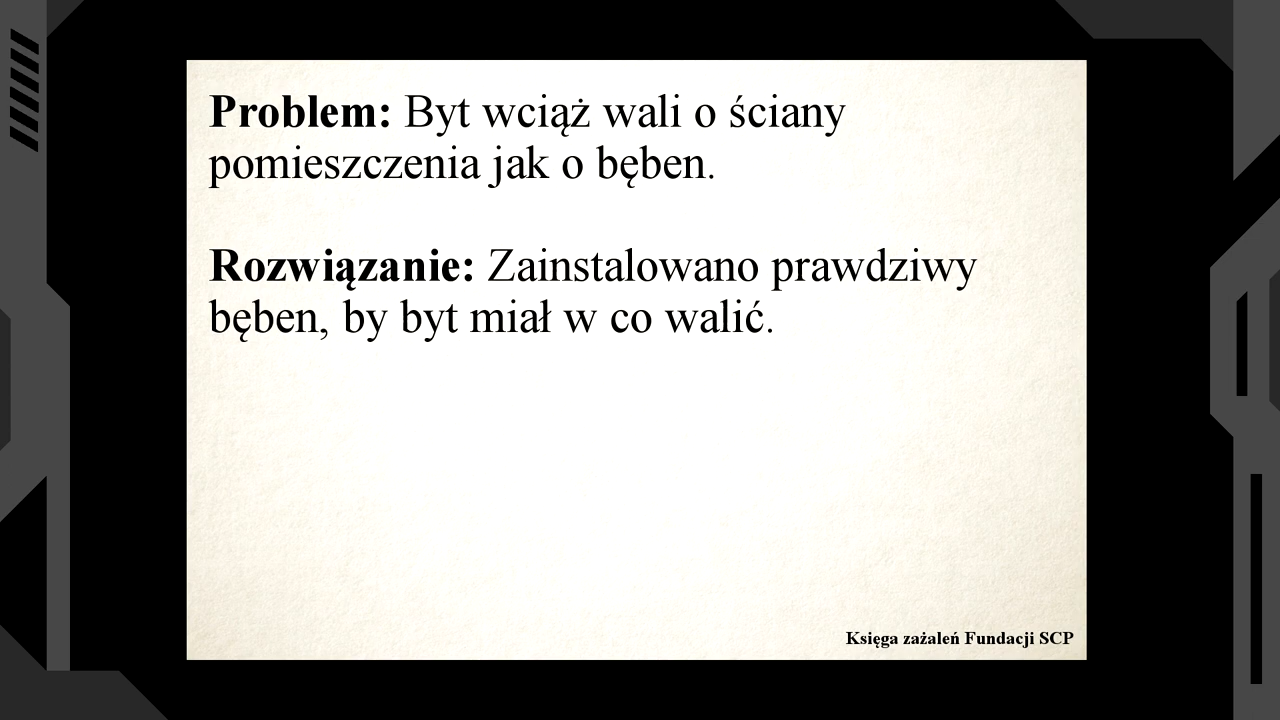 Problem: Byt wciąż wali o ściany
pomieszczenia jak o bęben.
Rozwiązanie: Zainstalowano prawdziwy
bęben, by byt miał w co walić.
Księga zażaleń Fundacji SCP